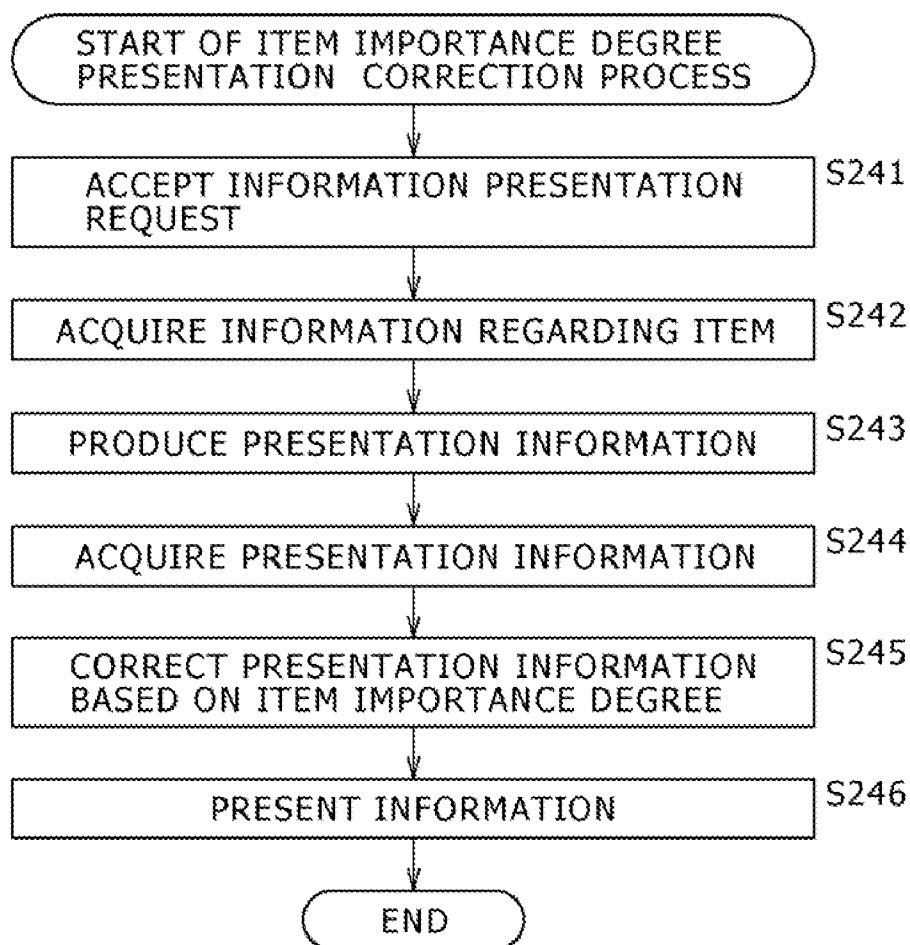 START OF ITEM IMPORTANCE DEGREE
PRESENTATION CORRECTION PROCESS
S241
ACCEPT INFORMATION PRESENTATION
REQUEST
S242
ACQUIRE INFORMATION REGARDING ITEM
S243
PRODUCE PRESENTATION INFORMATION
S244
ACQUIRE PRESENTATION INFORMATION
S245
CORRECT PRESENTATION INFORMATION
BASED ON ITEM IMPORTANCE DEGREE
S246
PRESENT INFORMATION
END